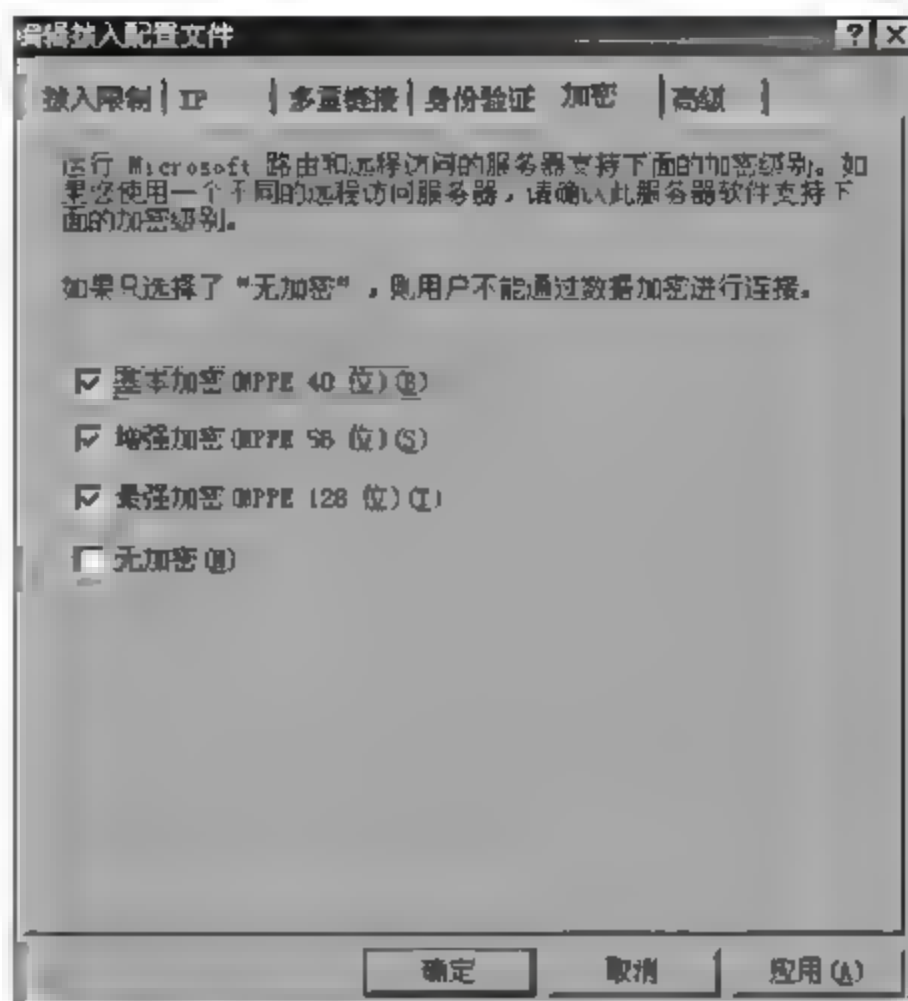 编辑拨入配置文件
拨入限制 IP 多重链接 身份验证 加密 高级
运行 Microsoft 路由和远程访问的服务器支持下面的加密级别。如
果您使用一个不同的远程访问服务器，请确认此服务器软件支持下
面的加密级别。
如果只选择了“无加密”，则用户不能通过数据加密进行连接。
基本加密(MPPE 40 位)(B)
增强加密(MPPE 56 位)(S)
最强加密(MPPE 128 位)(T)
无加密(N)
确定 取消 应用(A)